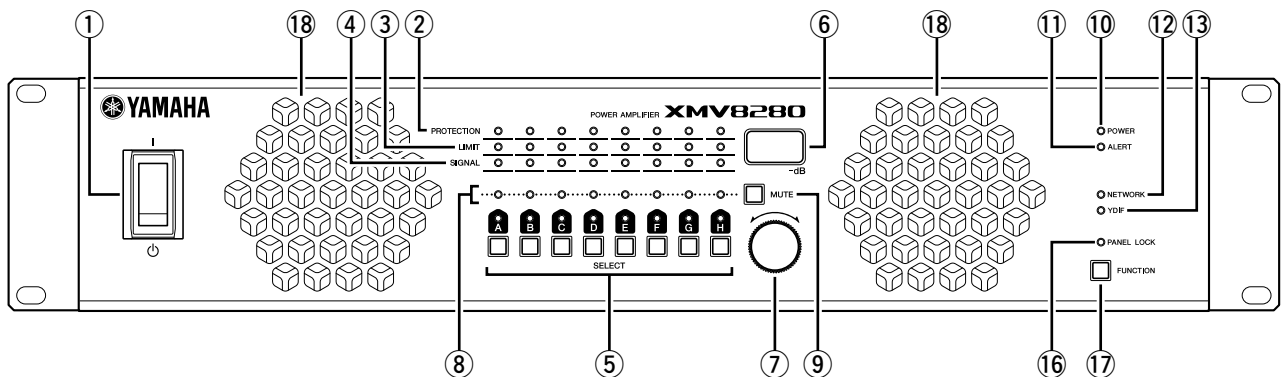 ① ⑱ ④ ③ ② ⑥ ⑱ ⑪ ⑩ ⑫ ⑬
YAMAHA
POWER AMPLIFIER XMV8280
PROTECTION
LIMIT
SIGNAL
-dB
MUTE
A B C D E F G H
SELECT
I
POWER
ALERT
NETWORK
YDIF
PANEL LOCK
FUNCTION
⑧ ⑤ ⑦ ⑨ ⑯ ⑰